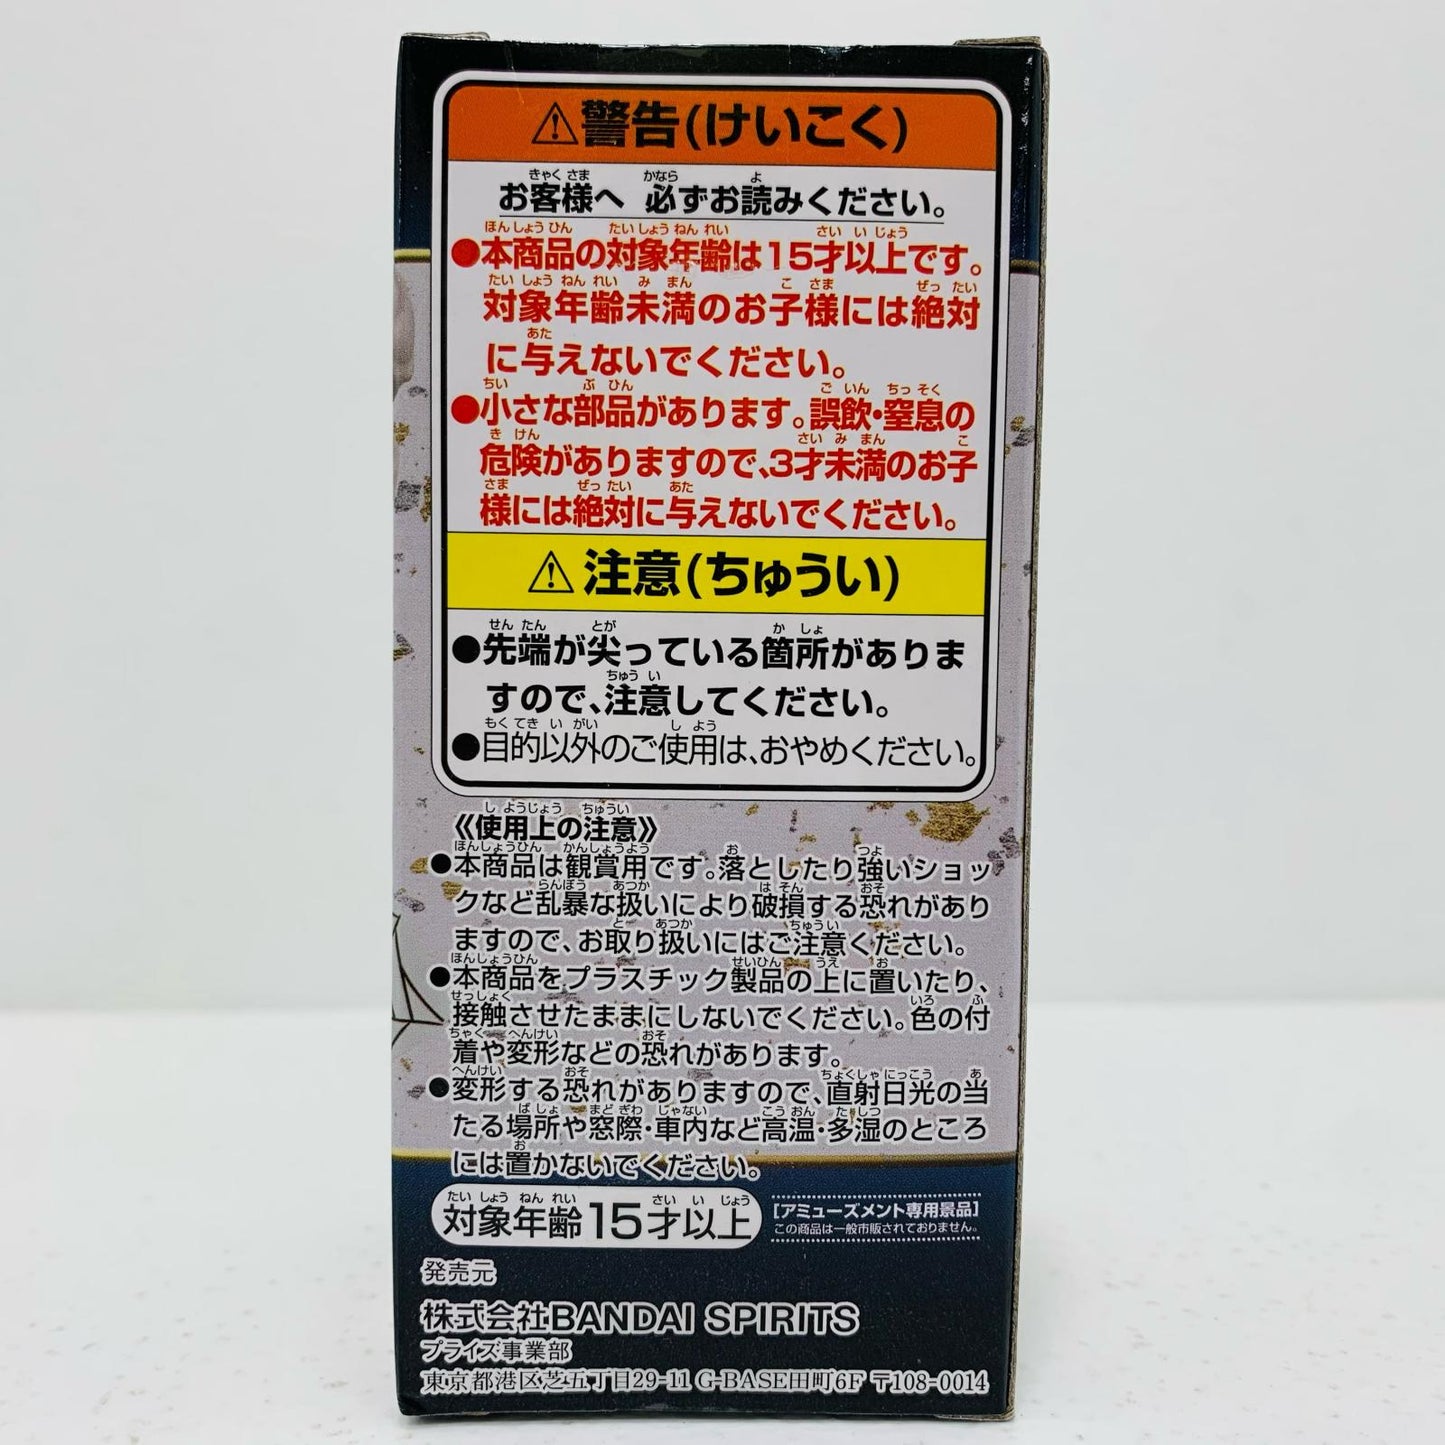 ⚠警告(けいこく)
お客様へ 必ずお読みください。
●本商品の対象年齢は15才以上です。
対象年齢未満のお子様には絶対
に与えないでください。
●小さな部品があります。誤飲・窒息の
危険がありますので、3才未満のお子
様には絶対に与えないでください。
⚠注意(ちゅうい)
●先端が尖っている箇所がありま
すので、注意してください。
●目的以外のご使用は、おやめください。
《使用上の注意》
●本商品は観賞用です。落としたり強いショッ
クなど乱暴な扱いにより破損する恐れがあり
ますので、お取り扱いにはご注意ください。
●本商品をプラスチック製品の上に置いたり、
接触させたままにしないでください。色の付
着や変形などの恐れがあります。
●変形する恐れがありますので、直射日光の当
たる場所や窓際・車内など高温・多湿のところ
には置かないでください。
対象年齢15才以上
[アミューズメント専用景品]
この商品は一般市販されておりません。
発売元
株式会社BANDAI SPIRITS
プライズ事業部
東京都港区芝五丁目29-11 G-BASE田町6F 〒108-0014